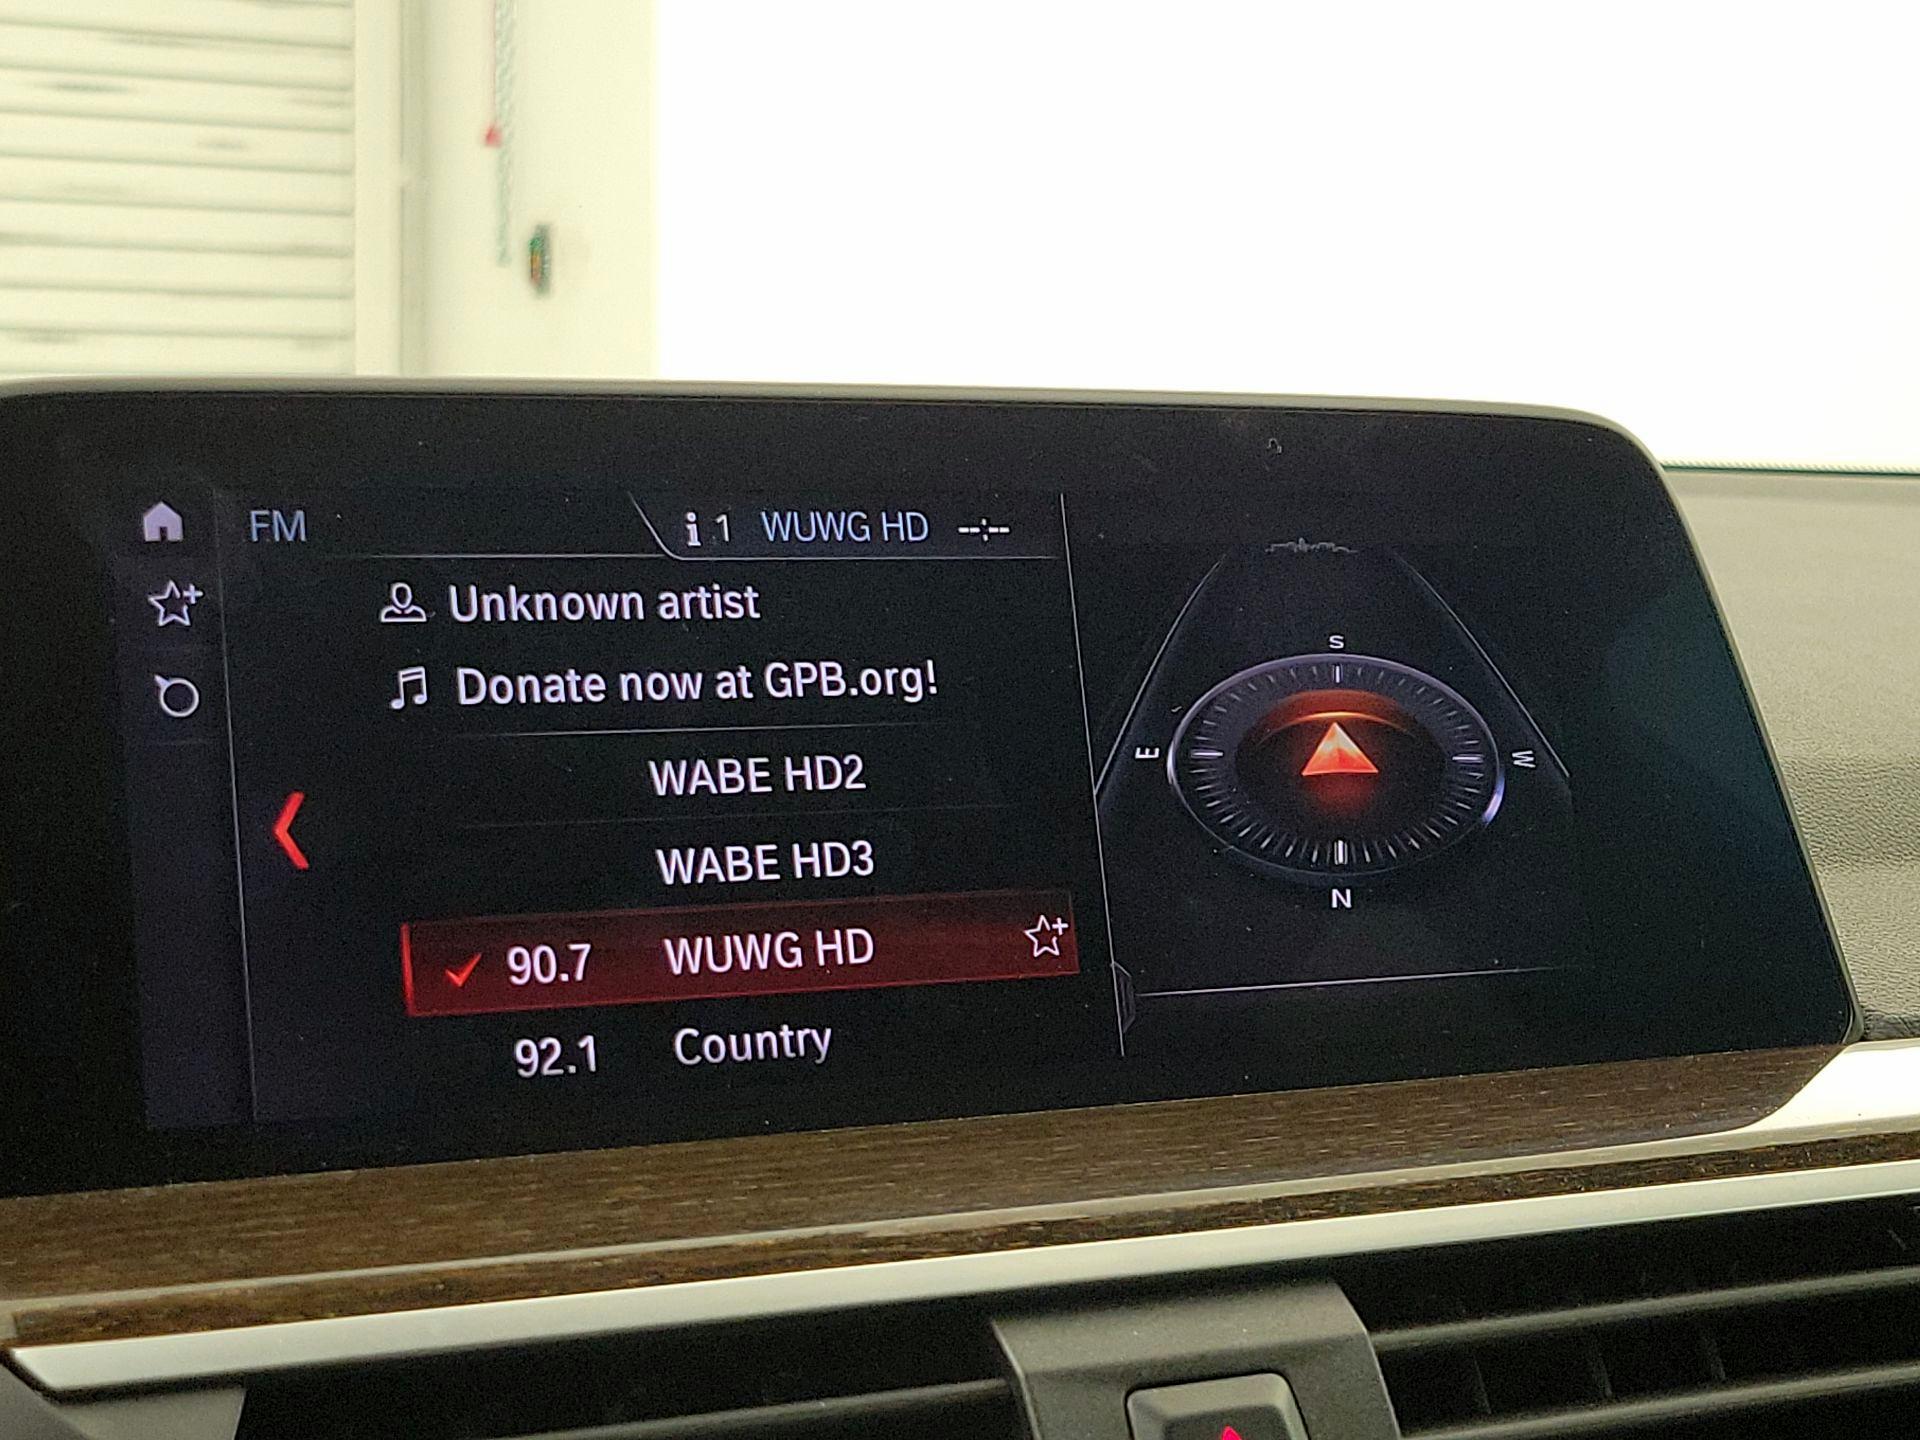 FM
i 1 WUWG HD --:--
Unknown artist
Donate now at GPB.org!
WABE HD2
WABE HD3
90.7 WUWG HD
92.1 Country
S
E
W
N